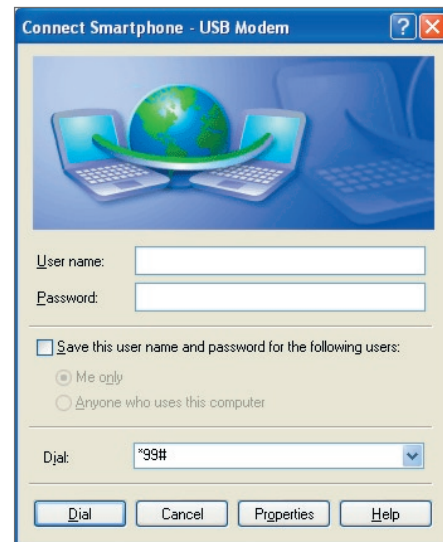 Connect Smartphone - USB Modem
User name:
Password:
Save this user name and password for the following users:
Me only
Anyone who uses this computer
Dial: *99#
Dial Cancel Properties Help